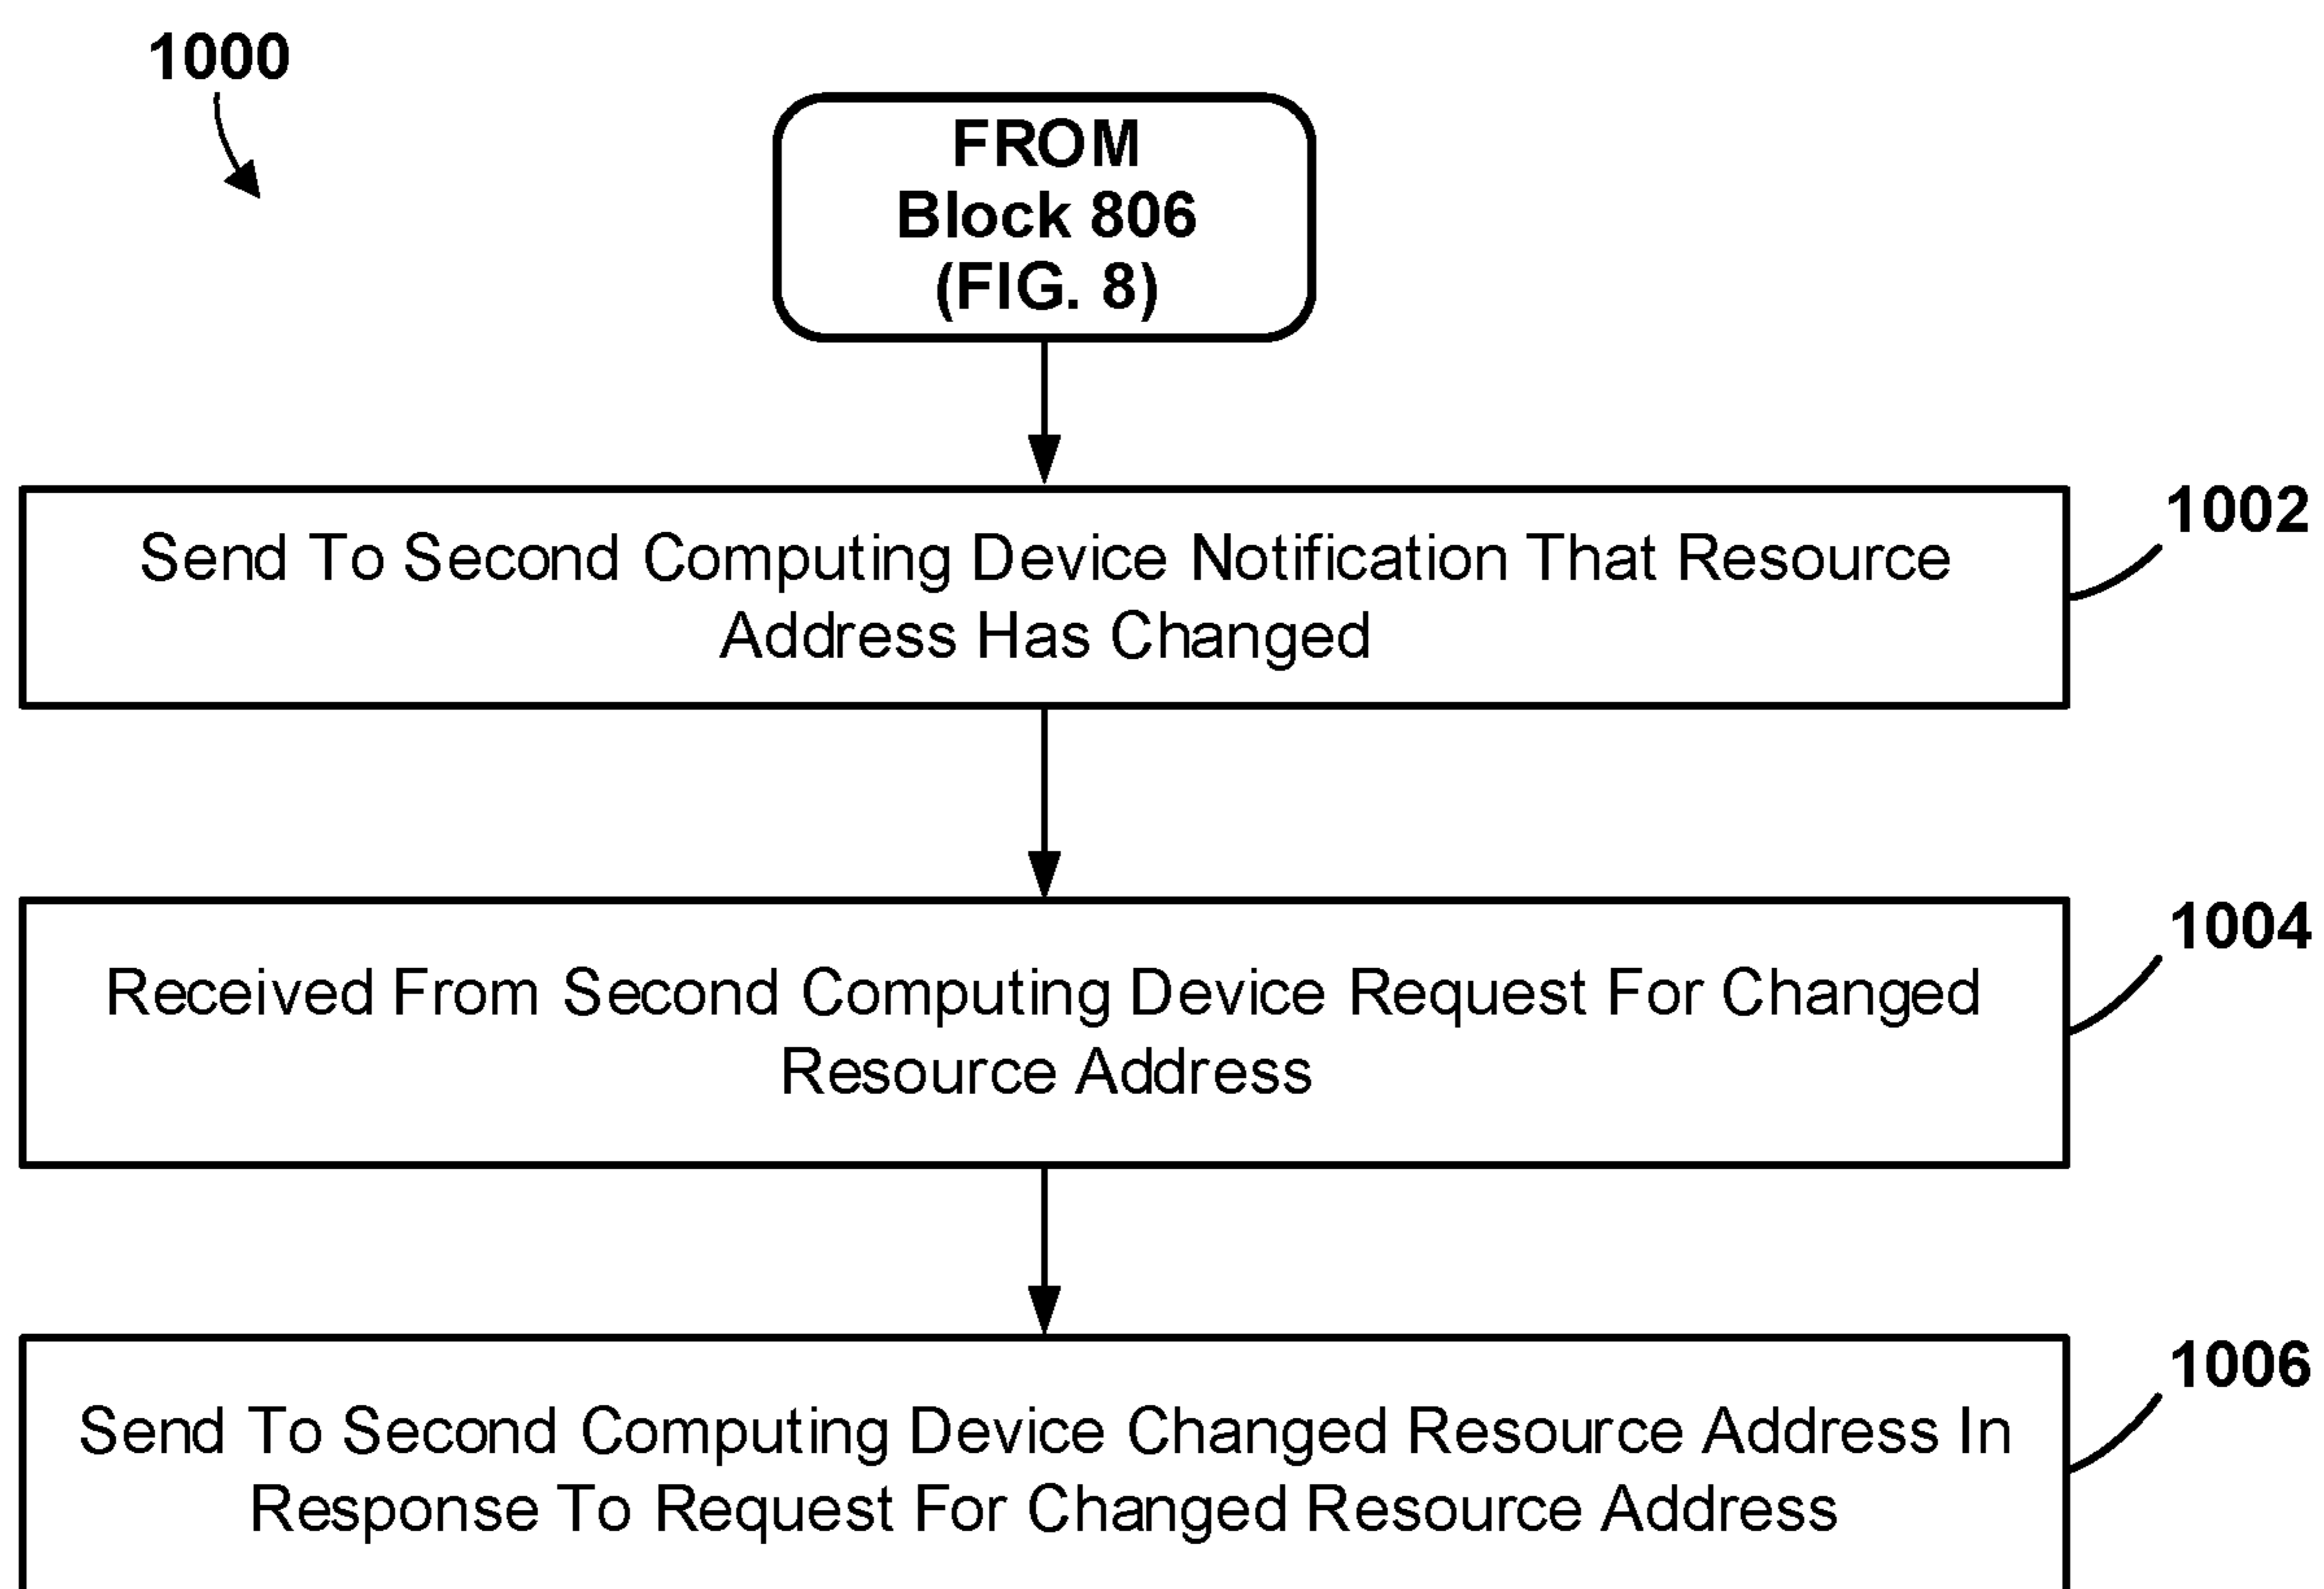 1000
FROM
Block 806
(FIG. 8)
Send To Second Computing Device Notification That Resource
Address Has Changed
1002
Received From Second Computing Device Request For Changed
Resource Address
1004
Send To Second Computing Device Changed Resource Address In
Response To Request For Changed Resource Address
1006